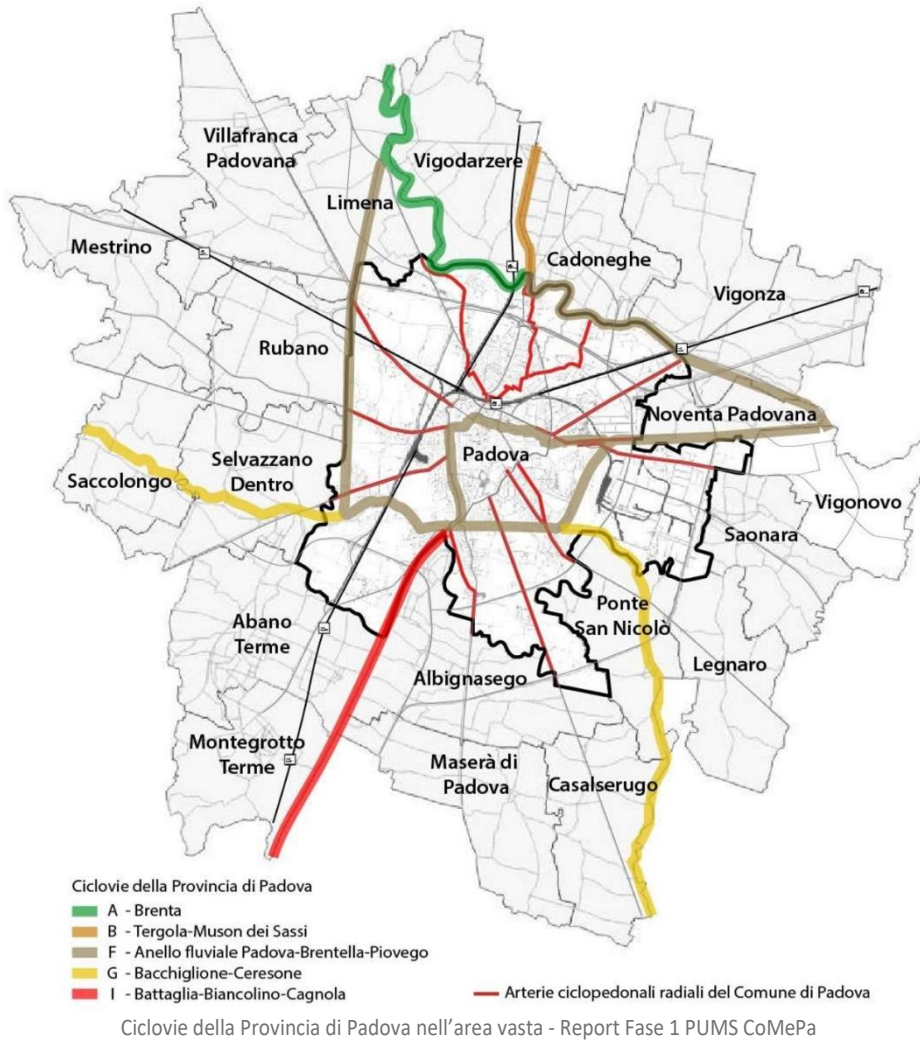 Villafranca
Padovana
Vigodarzere
Limena
Mestrino
Cadoneghe
Vigonza
Rubano
Noventa Padovana
Padova
Selvazzano
Dentro
Saccolongo
Vigonovo
Saonara
Ponte
San Nicolò
Abano
Terme
Legnaro
Albignasego
Montegrotto
Terme
Maserà di
Padova
Casalserugo
Ciclovie della Provincia di Padova
A - Brenta
B - Tergola-Muson dei Sassi
F - Anello fluviale Padova-Brentella-Piovego
G - Bacchiglione-Ceresone
I - Battaglia-Biancolino-Cagnola
Arterie ciclopedonali radiali del Comune di Padova
Ciclovie della Provincia di Padova nell'area vasta - Report Fase 1 PUMS CoMePa